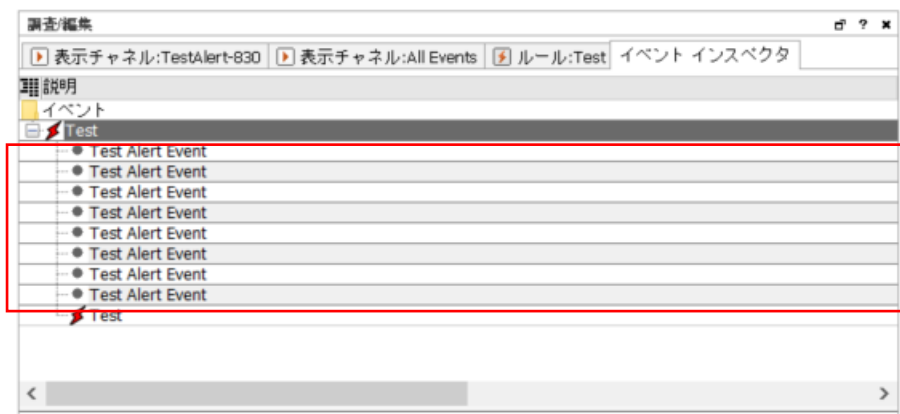 調査/編集
表示チャネル:TestAlert-830 表示チャネル:All Events ルール:Test イベント インスペクタ
説明
イベント
Test
Test Alert Event
Test Alert Event
Test Alert Event
Test Alert Event
Test Alert Event
Test Alert Event
Test Alert Event
Test Alert Event
Test